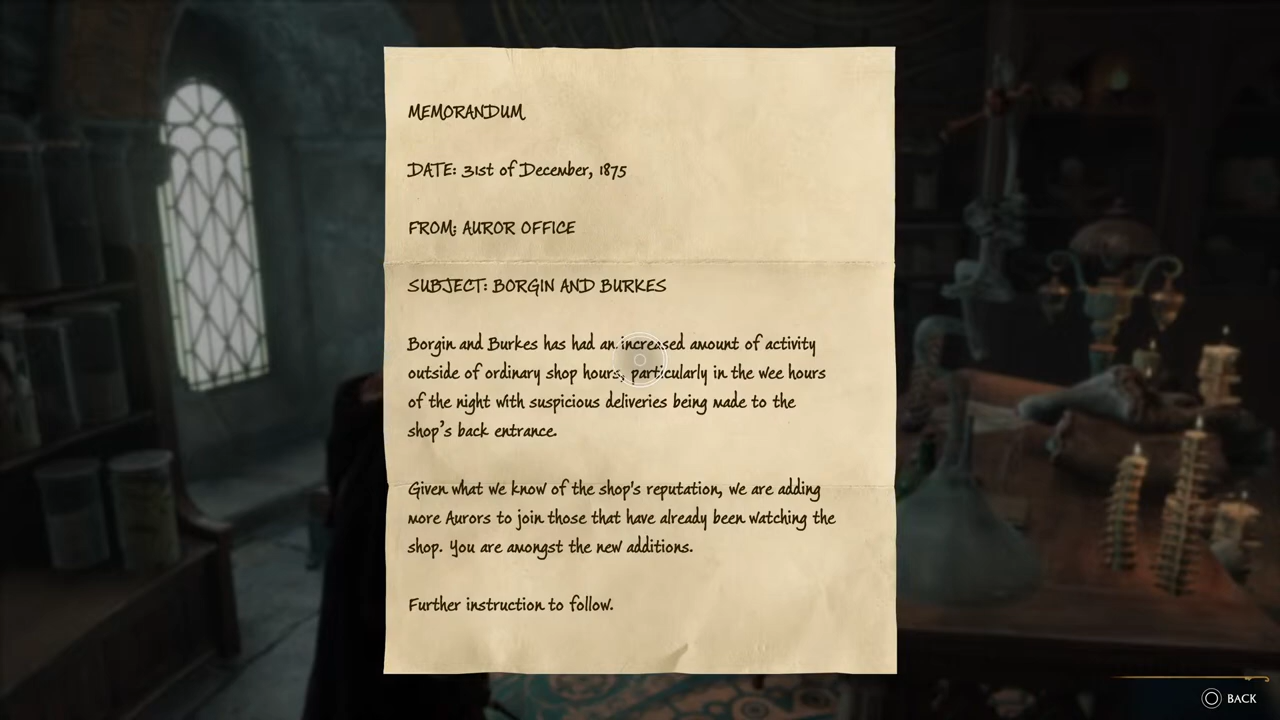 MEMORANDUM
DATE: 31st of December, 1875
FROM: AUROR OFFICE
SUBJECT: BORGIN AND BURKES
Borgin and Burkes has had an increased amount of activity
outside of ordinary shop hours, particularly in the wee hours
of the night with suspicious deliveries being made to the
shop's back entrance.
Given what we know of the shop's reputation, we are adding
more Aurors to join those that have already been watching the
shop. You are amongst the new additions.
Further instruction to follow.
BACK